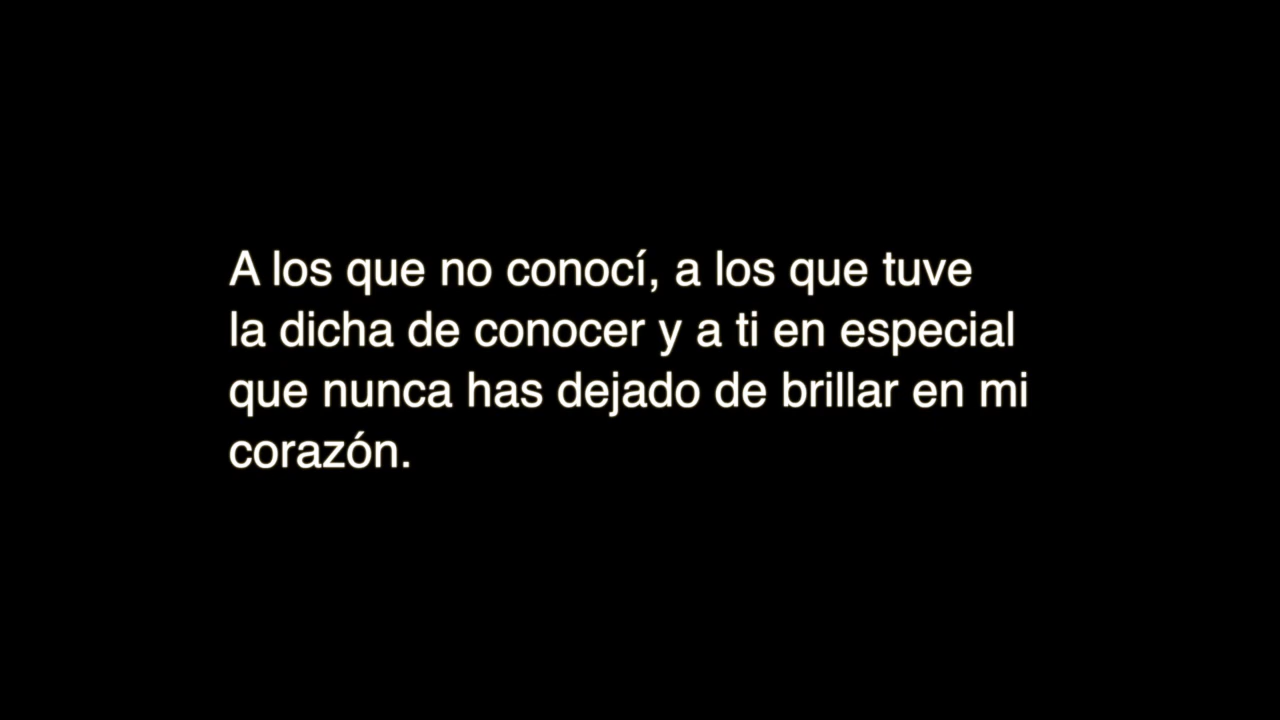 A los que no conocí, a los que tuve
la dicha de conocer y a ti en especial
que nunca has dejado de brillar en mi
corazón.